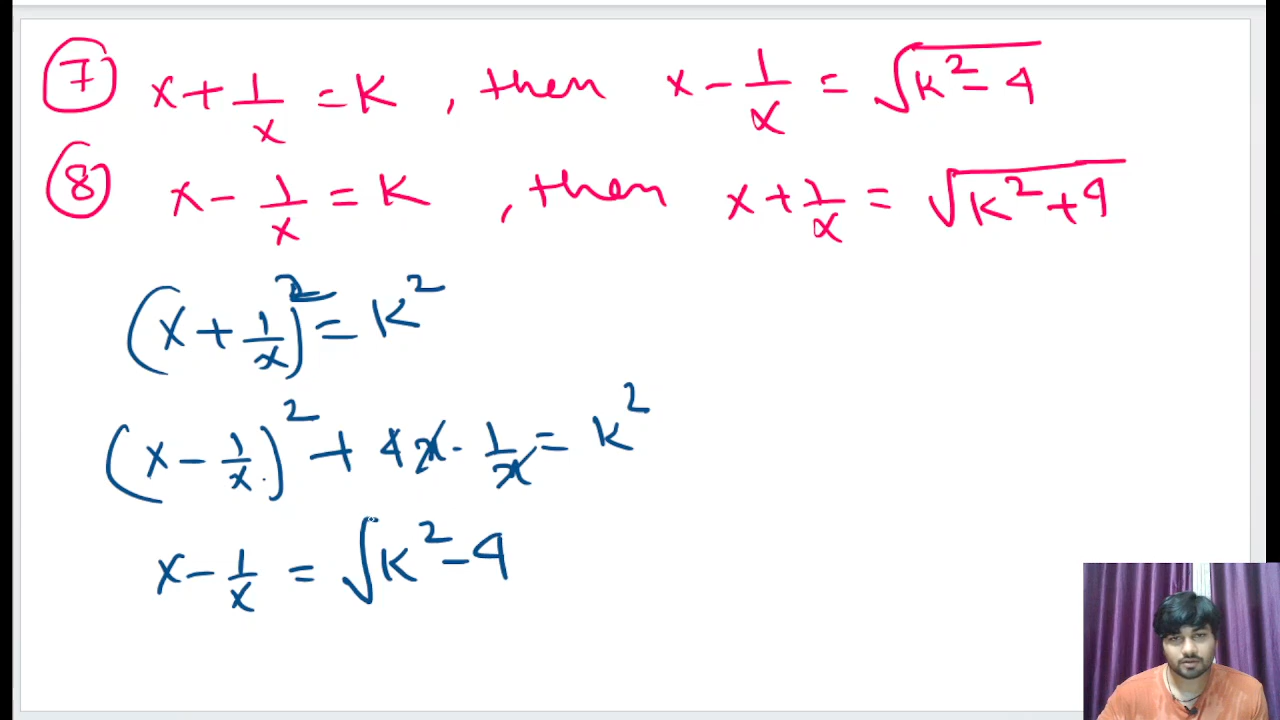 ⑦ x + 1/x = K , then x - 1/x = √(K² - 4)
⑧ x - 1/x = K , then x + 1/x = √(K² + 4)
(x + 1/x)² = K²
(x - 1/x)² + 4x · 1/x = K²
x - 1/x = √K² - 4